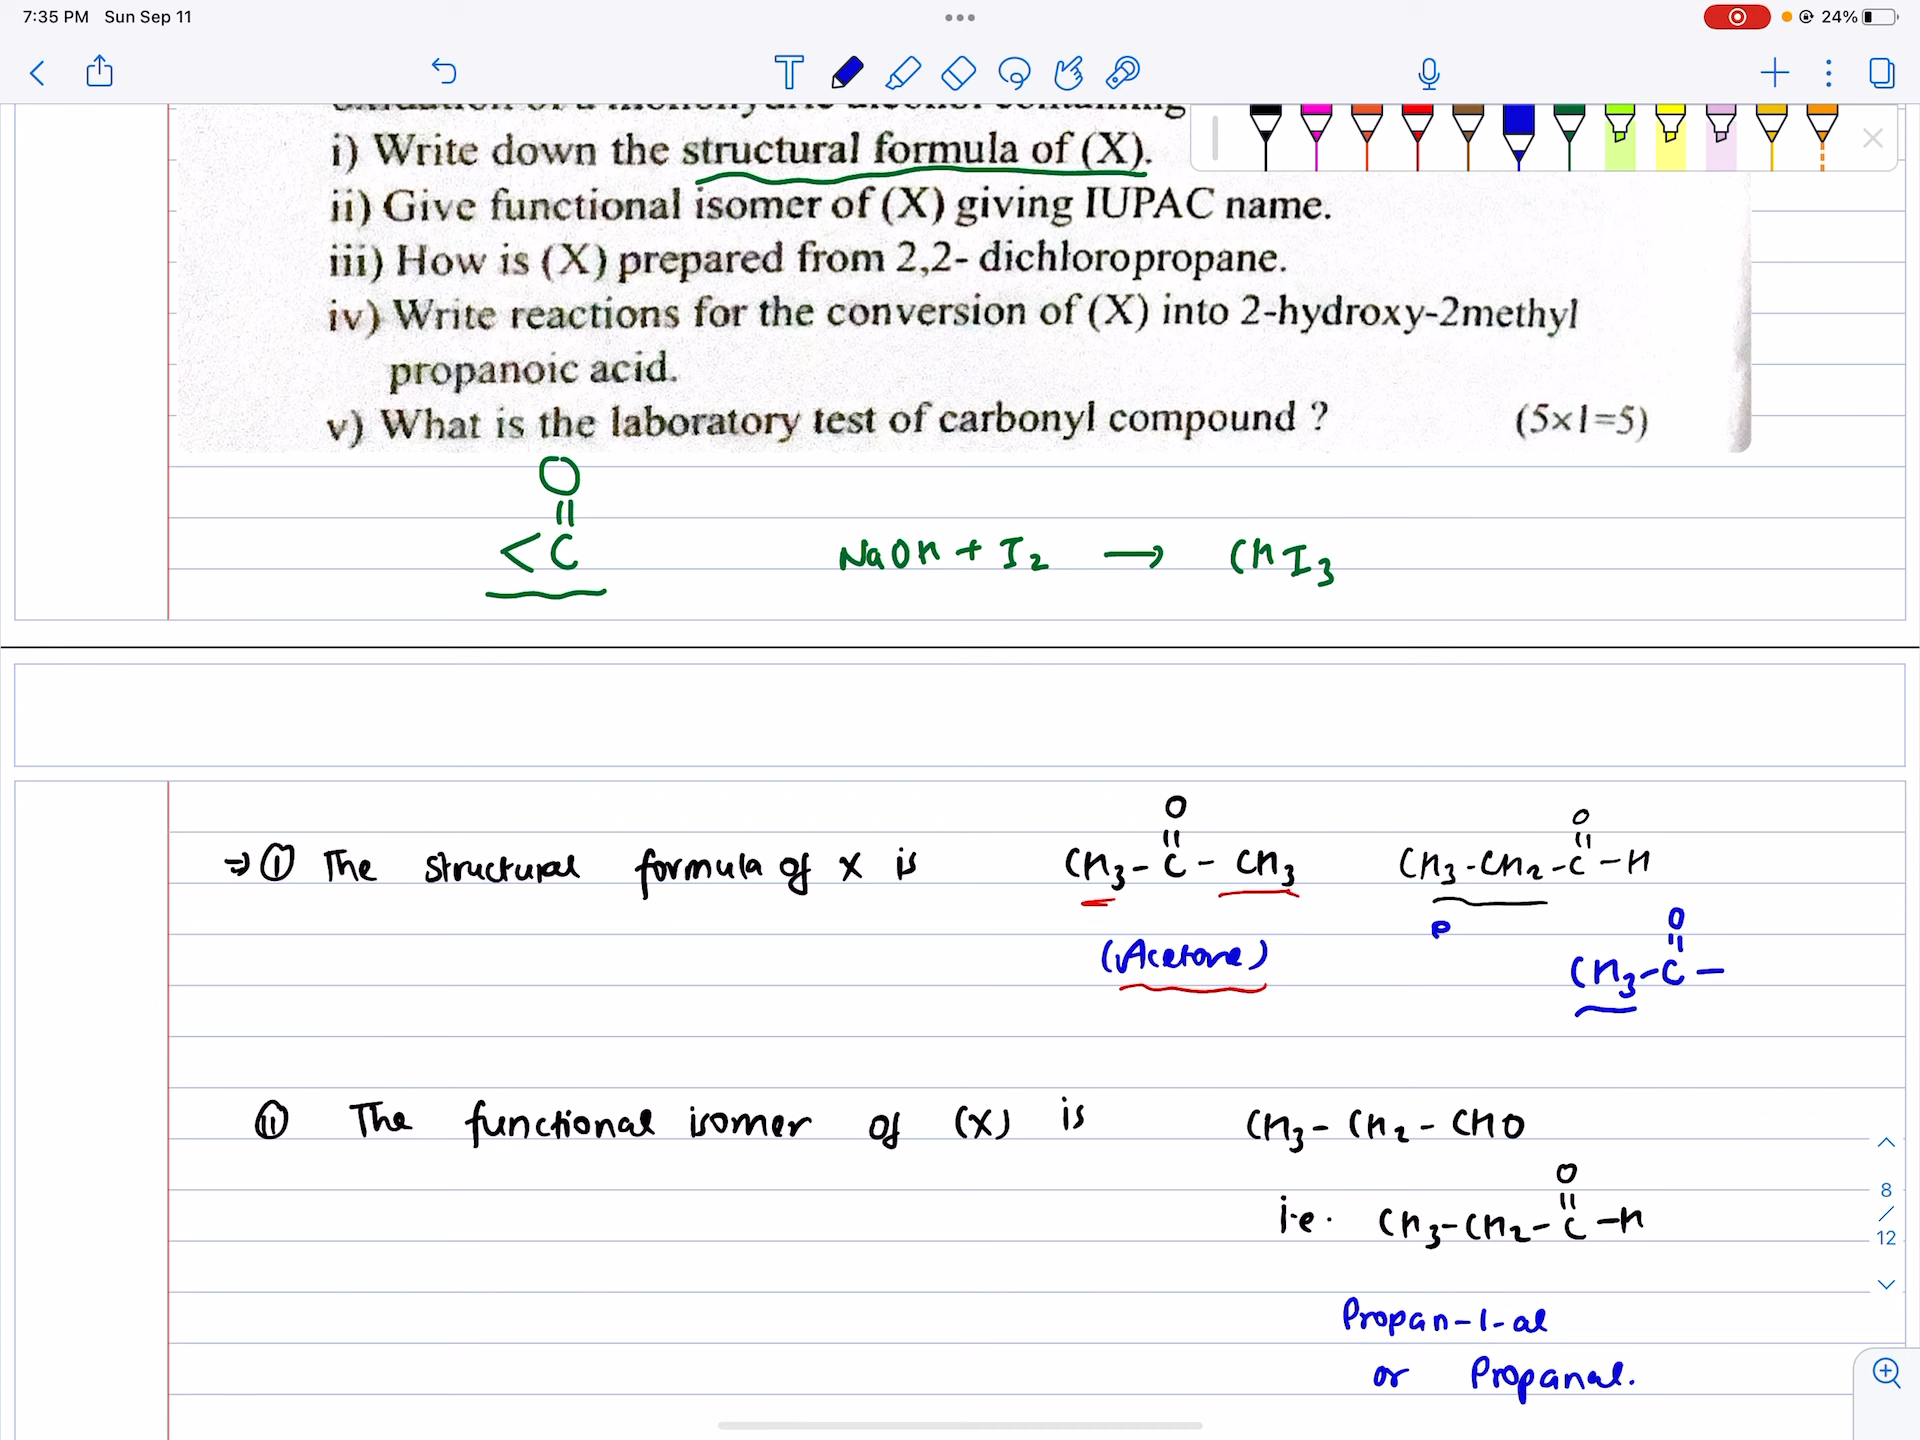 7:35 PM Sun Sep 11
24%
i) Write down the structural formula of (X).
ii) Give functional isomer of (X) giving IUPAC name.
iii) How is (X) prepared from 2,2- dichloropropane.
iv) Write reactions for the conversion of (X) into 2-hydroxy-2methyl
propanoic acid.
v) What is the laboratory test of carbonyl compound ? (5×1=5)
O
||
<C NaOH + I2 → CHI3
O O
|| ||
⇒ ① The structural formula of X is CH3-C-CH3 CH3-CH2-C-H
P O
||
(Acetone) CH3-C-
ⓘⓘ The functional isomer of (X) is CH3-CH2-CHO
O
||
i.e. CH3-CH2-C-H
8
/
12
Propan-1-al
or Propanal.